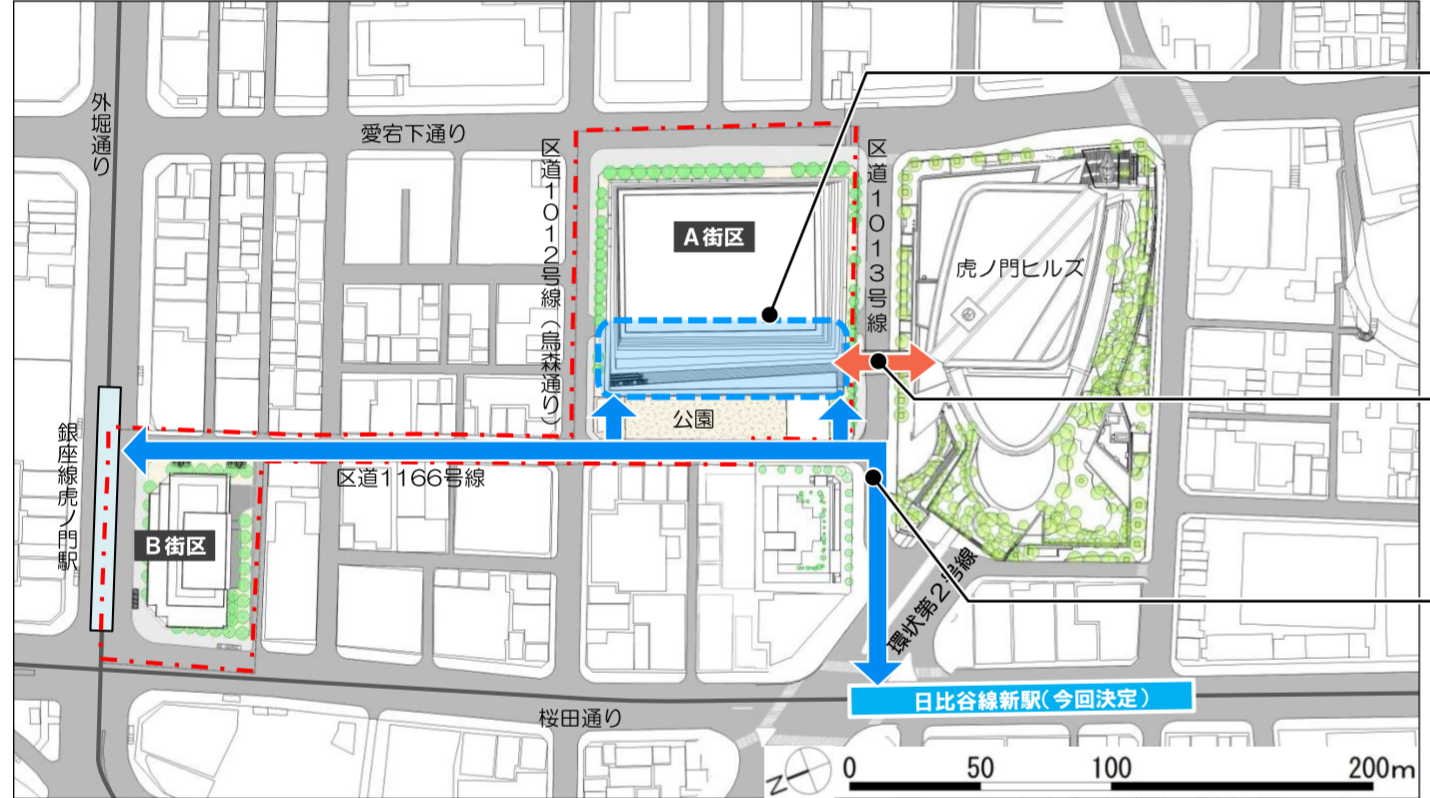 外堀通り
愛宕下通り
区道1012号線（烏森通り）
区道1013号線
A街区
虎ノ門ヒルズ
公園
銀座線虎ノ門駅
区道1166号線
B街区
環状第2号線
日比谷線新駅（今回決定）
桜田通り
N
0 50 100 200m